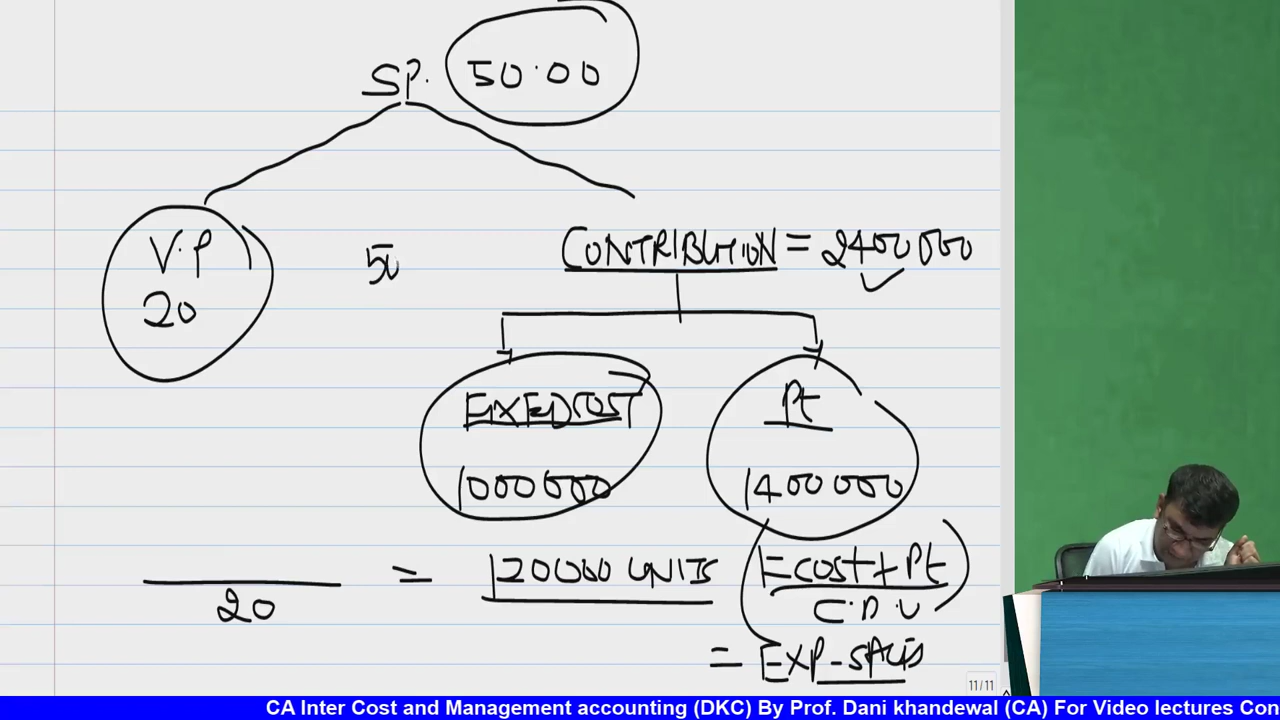 SP. 50.00
V.P 50 CONTRIBUTION = 2400000
20
FIXED COST Pt
1000000 1400000
= 120000 UNITS F=COST+Pt
20 C.P.U
= EXP-SALES
11/11
CA Inter Cost and Management accounting (DKC) By Prof. Dani khandewal (CA) For Video lectures Con